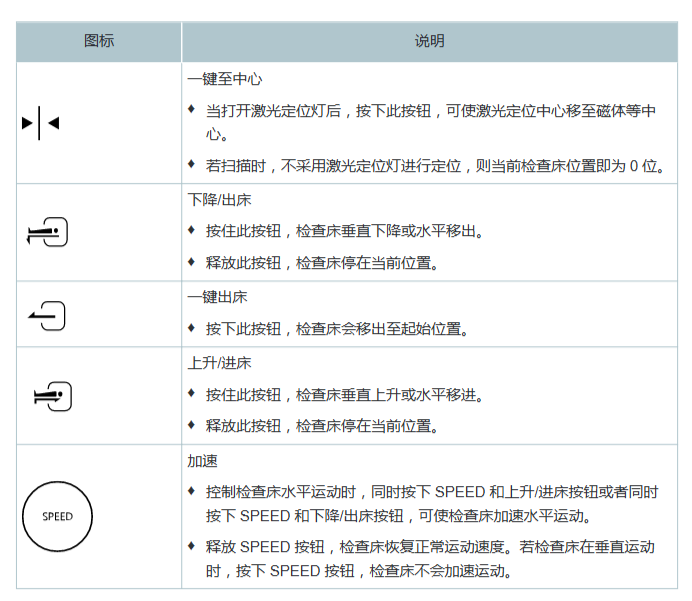 图标 说明
一键至中心
♦ 当打开激光定位灯后，按下此按钮，可使激光定位中心移至磁体等中
心。
♦ 若扫描时，不采用激光定位灯进行定位，则当前检查床位置即为 0 位。
下降/出床
♦ 按住此按钮，检查床垂直下降或水平移出。
♦ 释放此按钮，检查床停在当前位置。
一键出床
♦ 按下此按钮，检查床会移出至起始位置。
上升/进床
♦ 按住此按钮，检查床垂直上升或水平移进。
♦ 释放此按钮，检查床停在当前位置。
加速
SPEED
♦ 控制检查床水平运动时，同时按下 SPEED 和上升/进床按钮或者同时
按下 SPEED 和下降/出床按钮，可使检查床加速水平运动。
♦ 释放 SPEED 按钮，检查床恢复正常运动速度。若检查床在垂直运动
时，按下 SPEED 按钮，检查床不会加速运动。